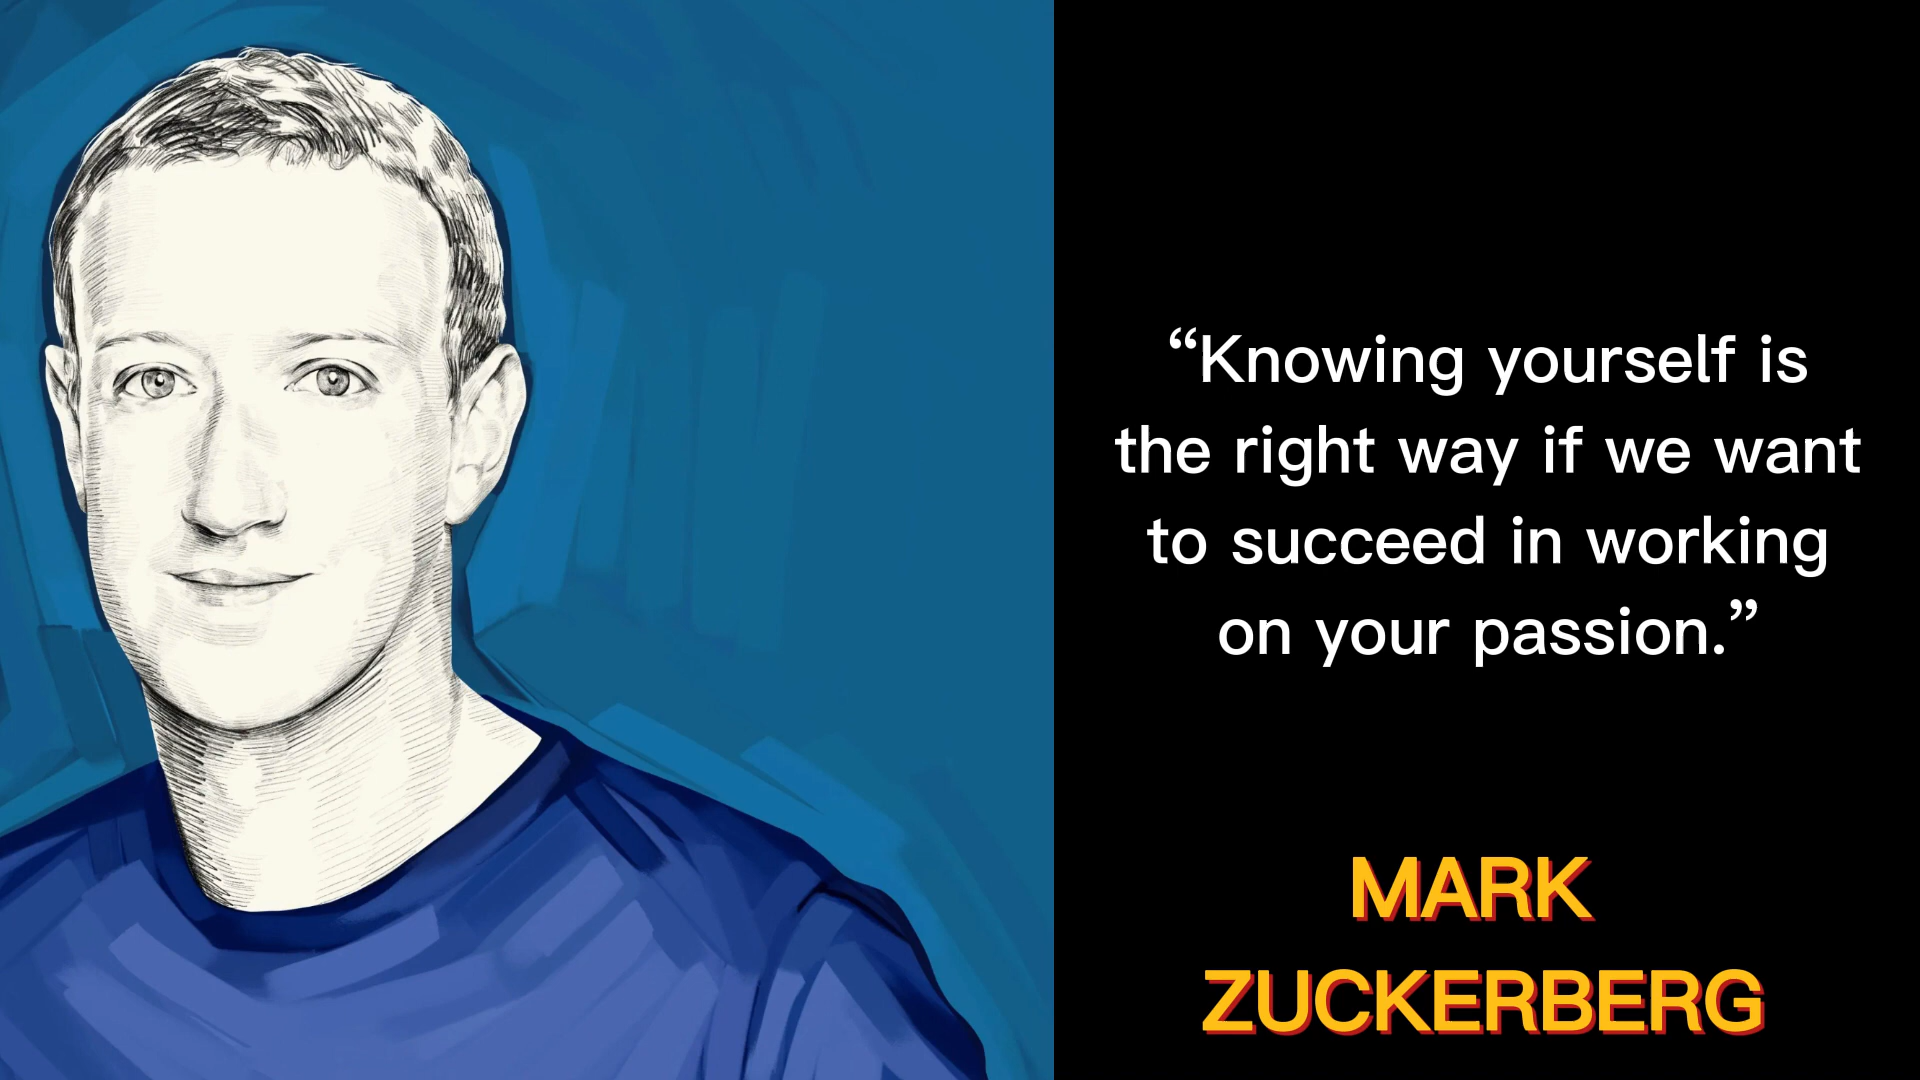 “Knowing yourself is
the right way if we want
to succeed in working
on your passion.”
MARK
ZUCKERBERG